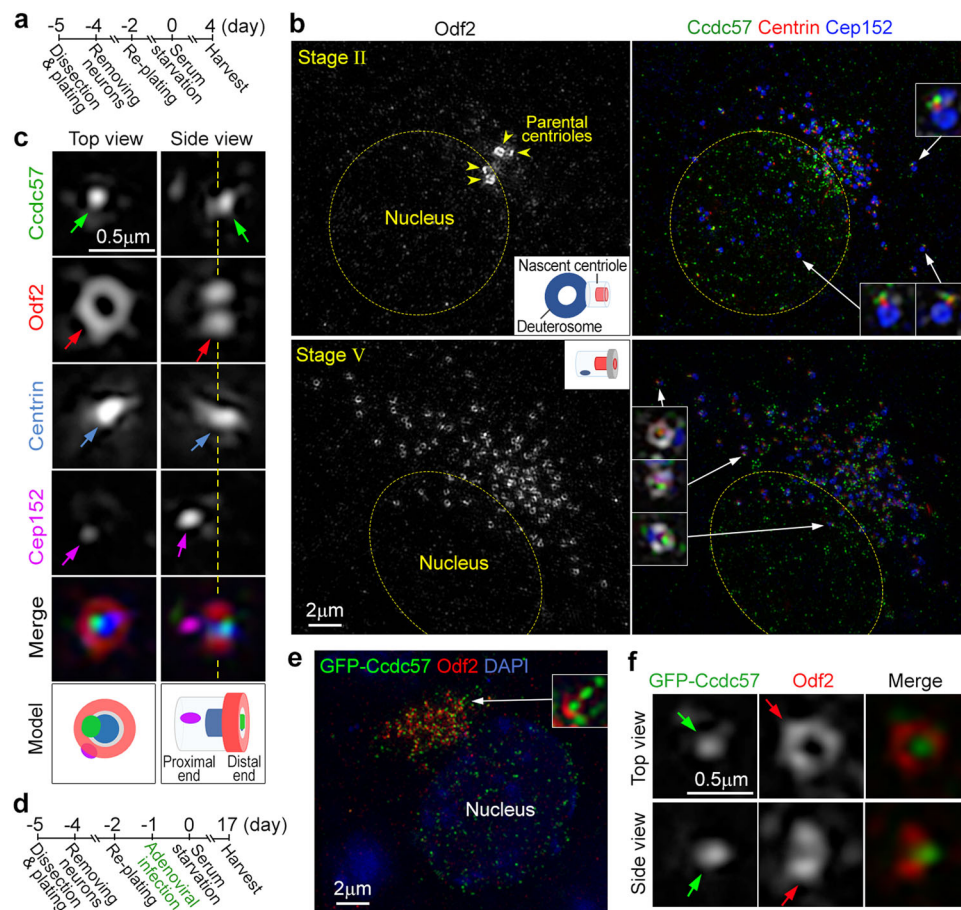 a
-5 -4 -2 0 4 (day)
Dissection
& plating
Removing
neurons
Re-plating
Serum
starvation
Harvest
b
Odf2
Ccdc57 Centrin Cep152
Stage II
Parental
centrioles
Nucleus
Nascent centriole
Deuterosome
Stage V
Nucleus
2μm
c
Top view Side view
Ccdc57
0.5μm
Odf2
Centrin
Cep152
Merge
Model
Proximal
end
Distal
end
d
-5 -4 -2 -1 0 17 (day)
Dissection
& plating
Removing
neurons
Re-plating
Adenoviral
infection
Serum
starvation
Harvest
e
GFP-Ccdc57 Odf2 DAPI
Nucleus
2μm
f
GFP-Ccdc57 Odf2 Merge
Top view
0.5μm
Side view